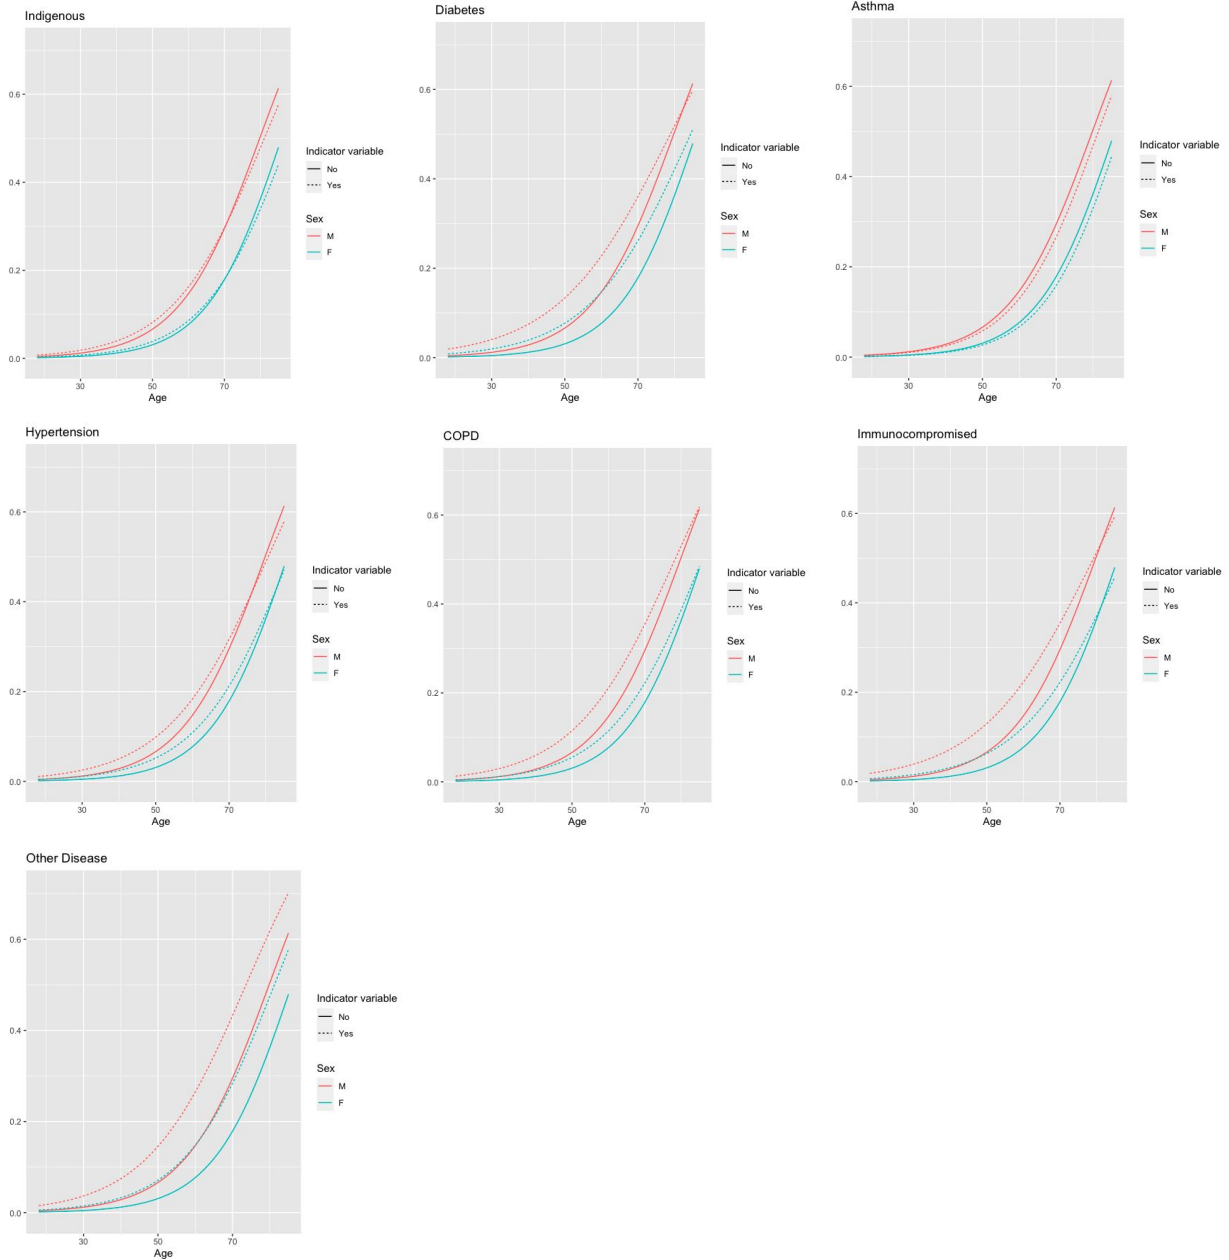 Indigenous
0.6
0.4
0.2
0.0
30
50
70
Age
Indicator variable
No
Yes
Sex
M
F
Diabetes
0.6
0.4
0.2
0.0
30
50
70
Age
Indicator variable
No
Yes
Sex
M
F
Asthma
0.6
0.4
0.2
0.0
30
50
70
Age
Indicator variable
No
Yes
Sex
M
F
Hypertension
0.6
0.4
0.2
0.0
30
50
70
Age
Indicator variable
No
Yes
Sex
M
F
COPD
0.6
0.4
0.2
0.0
30
50
70
Age
Indicator variable
No
Yes
Sex
M
F
Immunocompromised
0.6
0.4
0.2
0.0
30
50
70
Age
Indicator variable
No
Yes
Sex
M
F
Other Disease
0.6
0.4
0.2
0.0
30
50
70
Age
Indicator variable
No
Yes
Sex
M
F